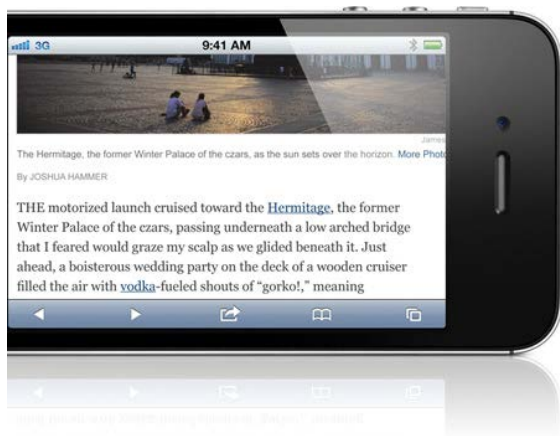 3G 9:41 AM
James
The Hermitage, the former Winter Palace of the czars, as the sun sets over the horizon. More Photo
By JOSHUA HAMMER
THE motorized launch cruised toward the Hermitage, the former
Winter Palace of the czars, passing underneath a low arched bridge
that I feared would graze my scalp as we glided beneath it. Just
ahead, a boisterous wedding party on the deck of a wooden cruiser
filled the air with vodka-fueled shouts of “gorko!,” meaning